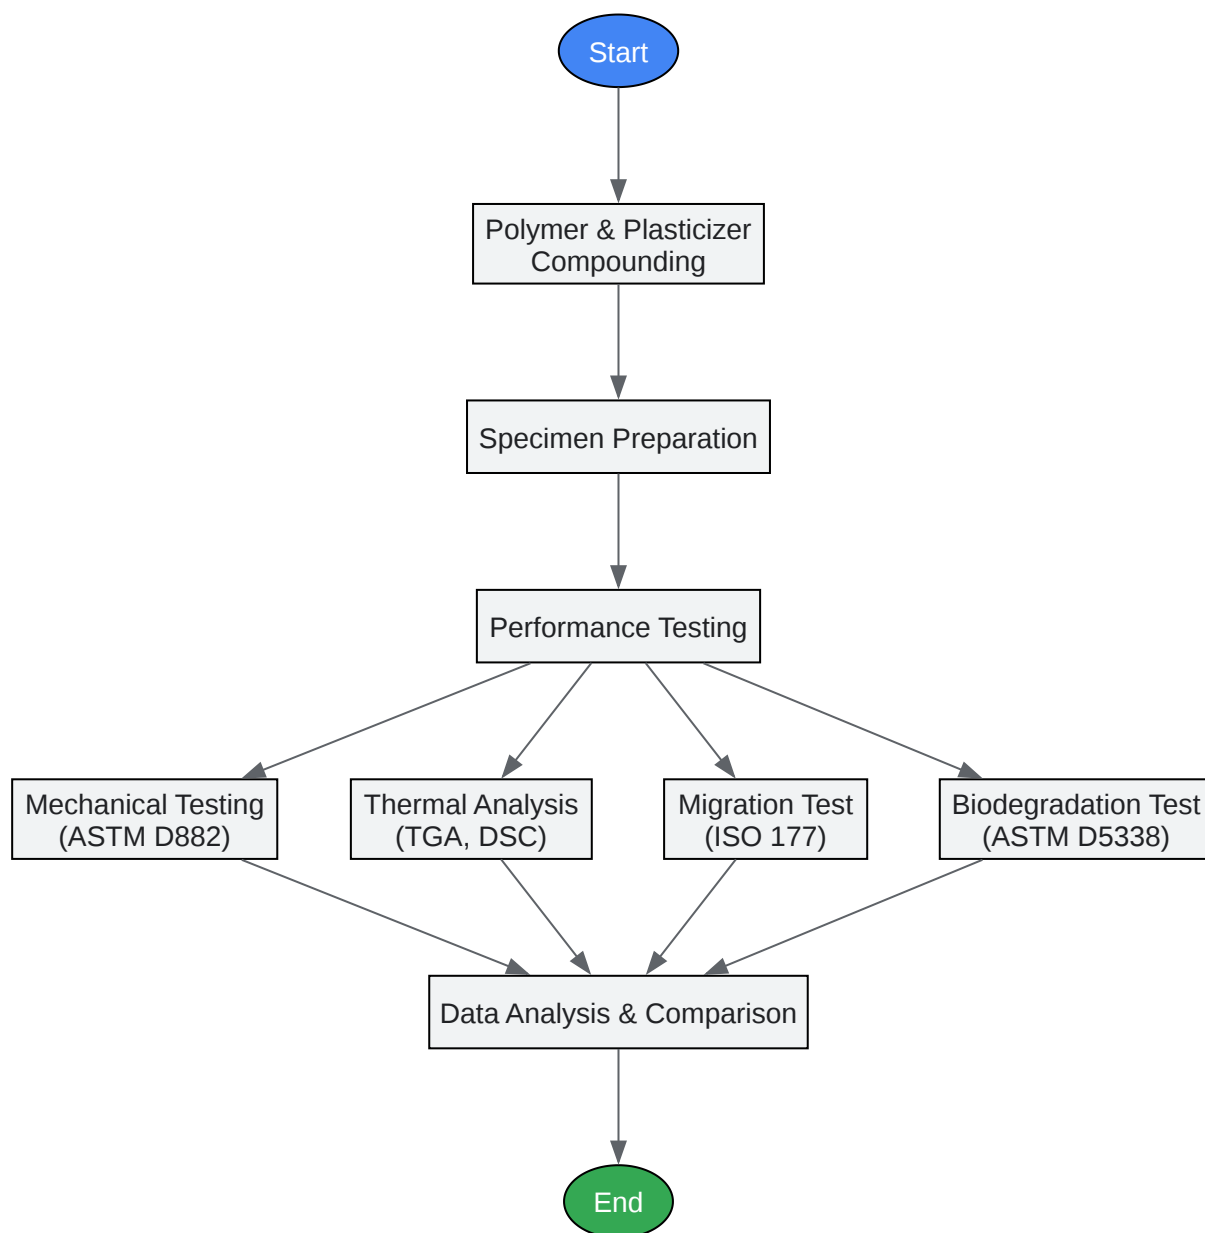 Start
Polymer & Plasticizer
Compounding
Specimen Preparation
Performance Testing
Mechanical Testing
(ASTM D882)
Thermal Analysis
(TGA, DSC)
Migration Test
(ISO 177)
Biodegradation Test
(ASTM D5338)
Data Analysis & Comparison
End